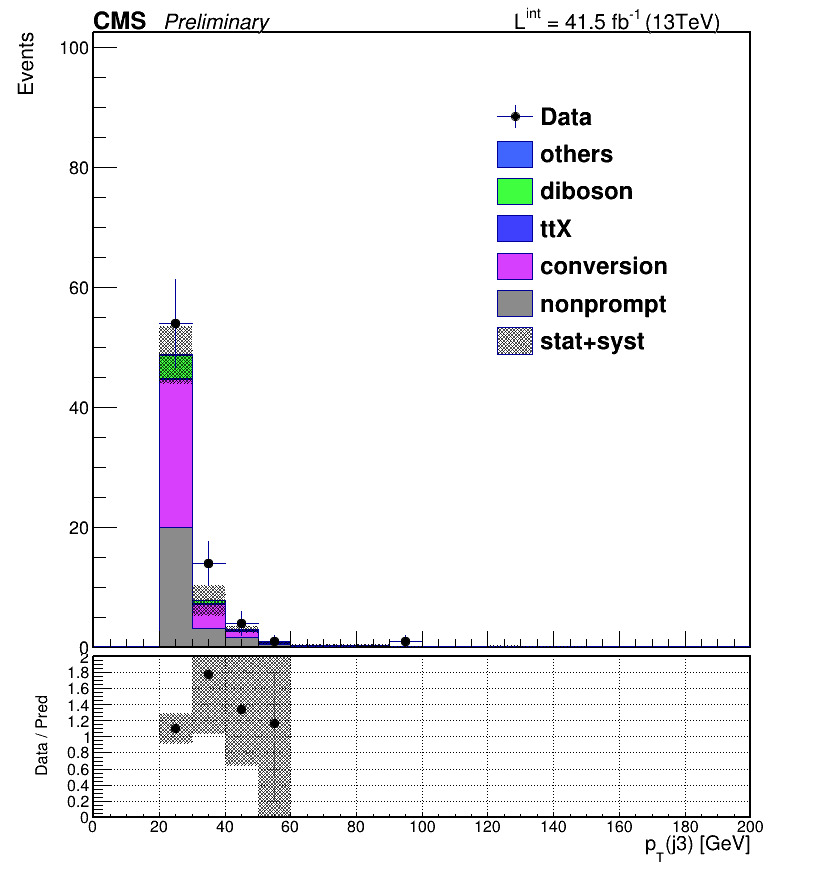 CMS Preliminary L^int = 41.5 fb^-1 (13TeV)
Events
100
80
60
40
20
0
Data
others
diboson
ttX
conversion
nonprompt
stat+syst
Data / Pred
2
1.8
1.6
1.4
1.2
1
0.8
0.6
0.4
0.2
0
0 20 40 60 80 100 120 140 160 180 200
p_T(j3) [GeV]